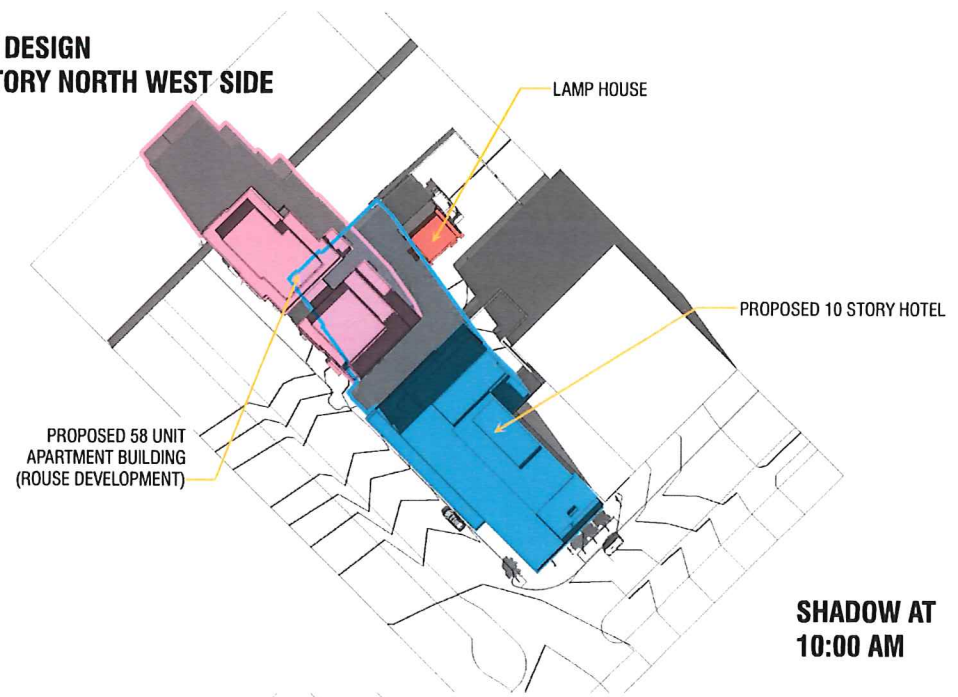 DESIGN
TORY NORTH WEST SIDE
LAMP HOUSE
PROPOSED 10 STORY HOTEL
PROPOSED 58 UNIT
APARTMENT BUILDING
(ROUSE DEVELOPMENT)
SHADOW AT
10:00 AM